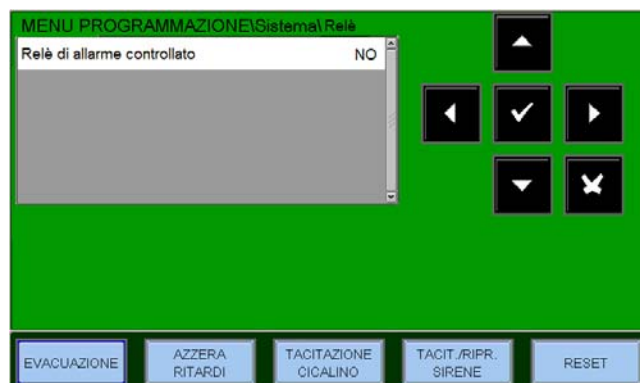 MENU PROGRAMMAZIONE\Sistema\Relè
Relè di allarme controllato NO
EVACUAZIONE
AZZERA
RITARDI
TACITAZIONE
CICALINO
TACIT./RIPR.
SIRENE
RESET